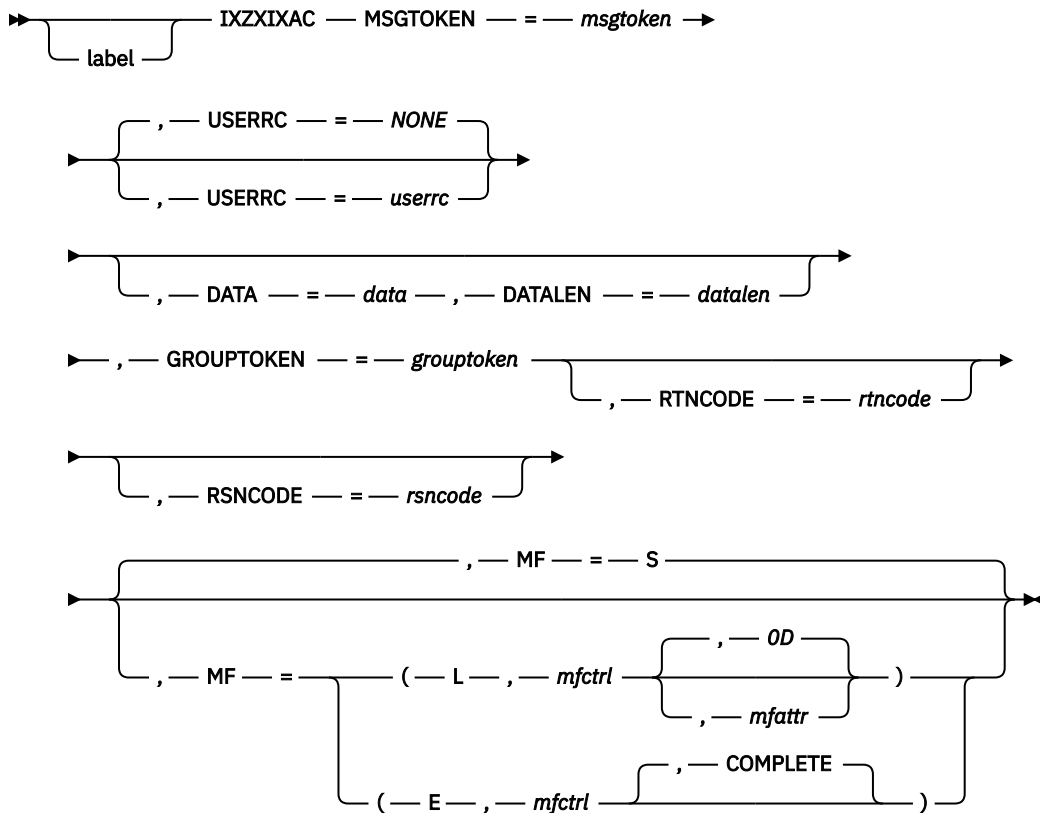 IXZXIXAC MSGTOKEN = msgtoken
label
, USERRC = NONE
, USERRC = userrc
, DATA = data , DATALEN = datalen
, GROUPTOKEN = grouptoken
, RTNCODE = rtncode
, RSNCODE = rsncode
, MF = S
, 0D
, MF = ( L , mfctrl )
, mfattr
, COMPLETE
( E , mfctrl )